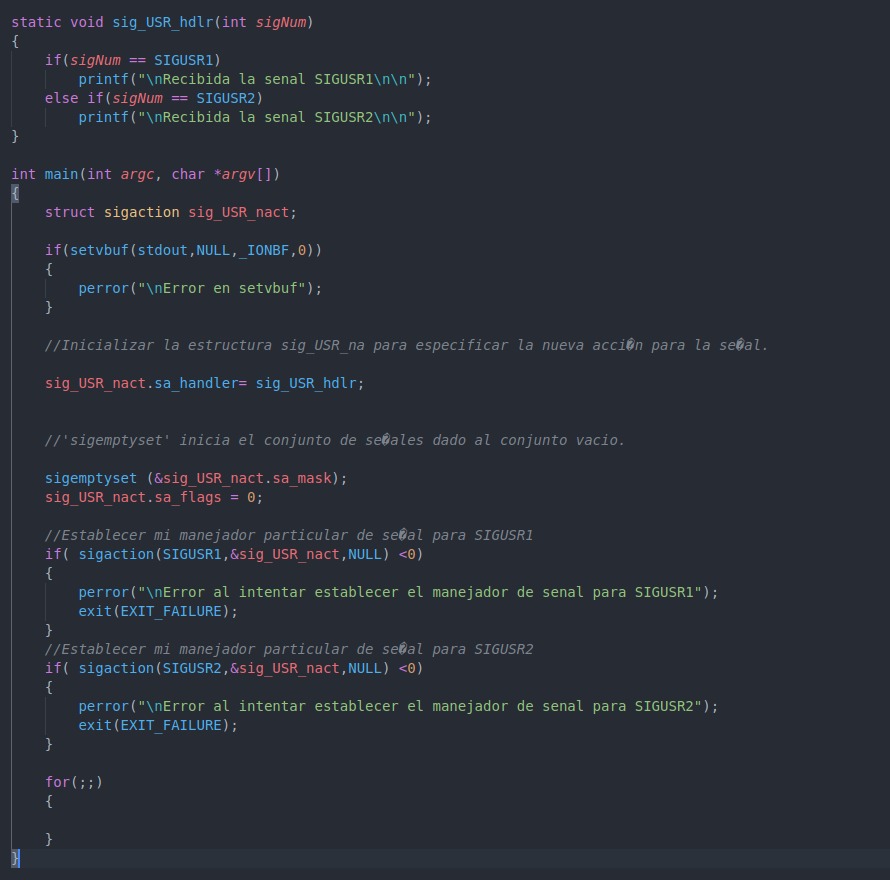 static void sig_USR_hdlr(int sigNum)
{
    if(sigNum == SIGUSR1)
        printf("\nRecibida la senal SIGUSR1\n\n");
    else if(sigNum == SIGUSR2)
        printf("\nRecibida la senal SIGUSR2\n\n");
}

int main(int argc, char *argv[])
{
    struct sigaction sig_USR_nact;

    if(setvbuf(stdout,NULL,_IONBF,0))
    {
        perror("\nError en setvbuf");
    }

    //Inicializar la estructura sig_USR_na para especificar la nueva acci�n para la se�al.

    sig_USR_nact.sa_handler= sig_USR_hdlr;


    //'sigemptyset' inicia el conjunto de se�ales dado al conjunto vacio.

    sigemptyset (&sig_USR_nact.sa_mask);
    sig_USR_nact.sa_flags = 0;

    //Establecer mi manejador particular de se�al para SIGUSR1
    if( sigaction(SIGUSR1,&sig_USR_nact,NULL) <0)
    {
        perror("\nError al intentar establecer el manejador de senal para SIGUSR1");
        exit(EXIT_FAILURE);
    }
    //Establecer mi manejador particular de se�al para SIGUSR2
    if( sigaction(SIGUSR2,&sig_USR_nact,NULL) <0)
    {
        perror("\nError al intentar establecer el manejador de senal para SIGUSR2");
        exit(EXIT_FAILURE);
    }

    for(;;)
    {

    }
}